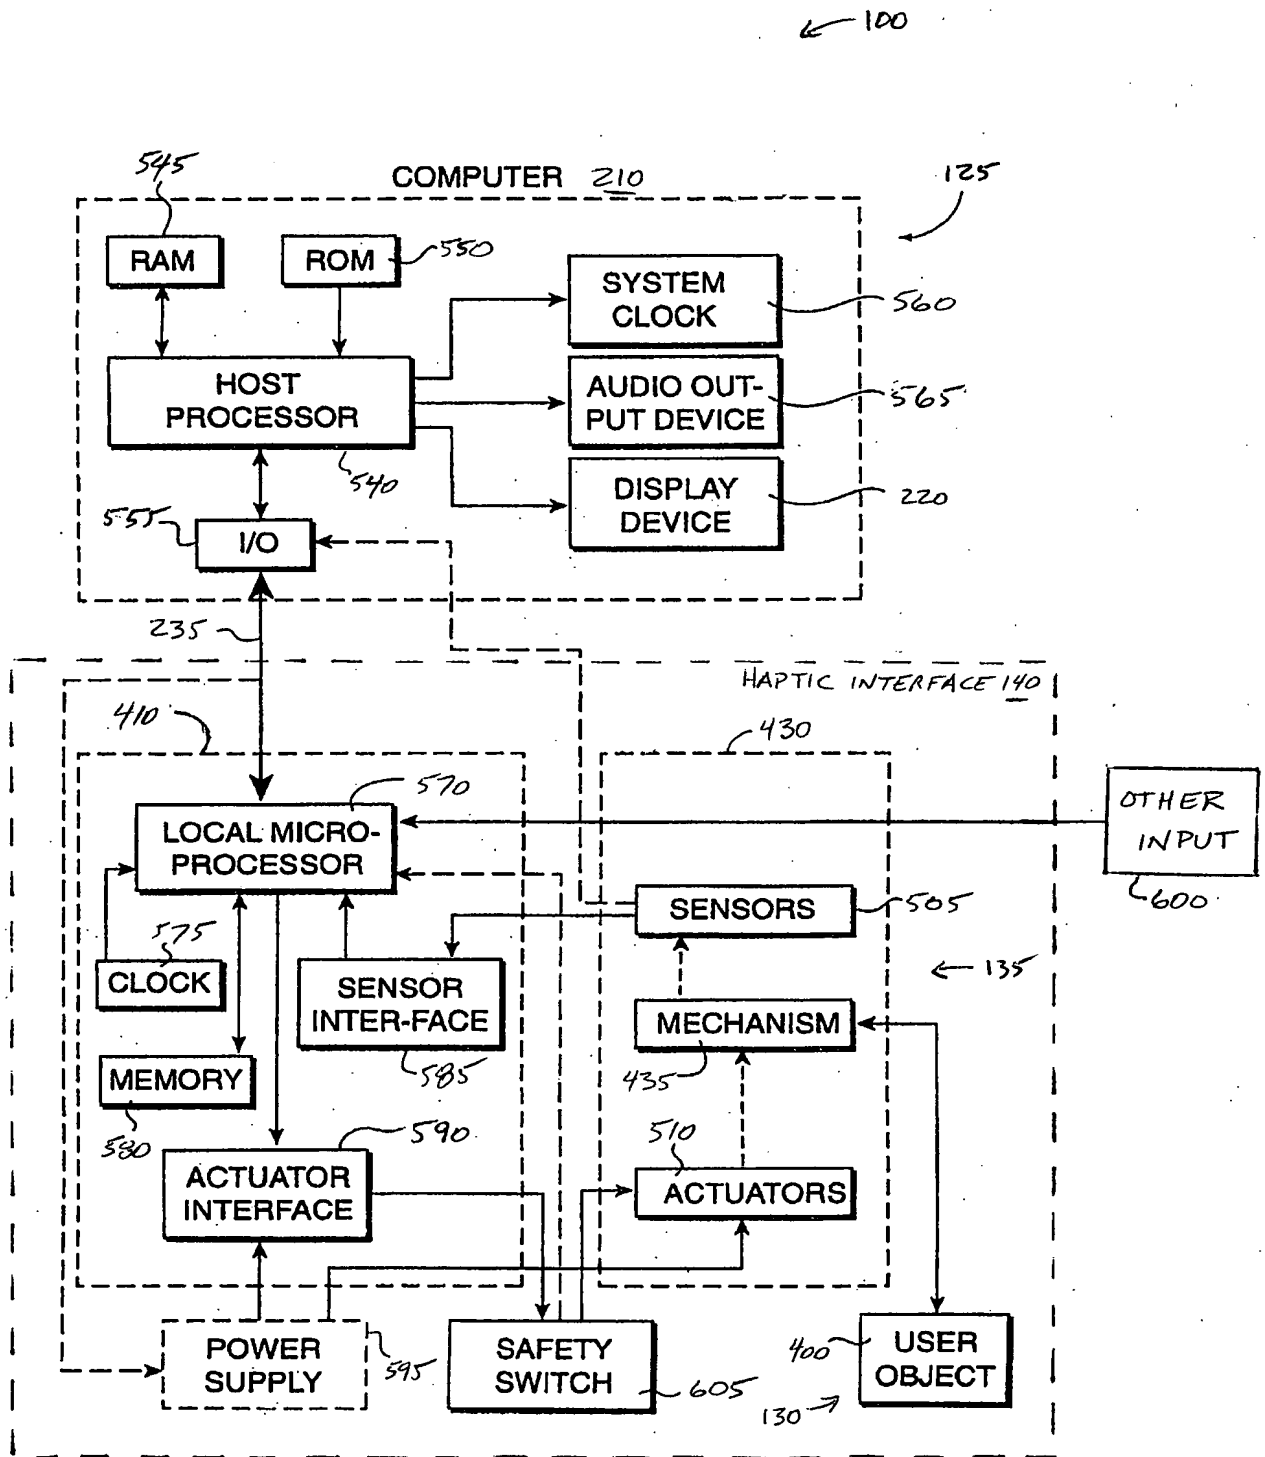 100
545
COMPUTER 210
125
RAM
ROM
550
SYSTEM
CLOCK
560
HOST
PROCESSOR
540
AUDIO OUT-
PUT DEVICE
565
DISPLAY
DEVICE
220
555
I/O
235
HAPTIC INTERFACE 140
410
430
570
LOCAL MICRO-
PROCESSOR
OTHER
INPUT
600
575
CLOCK
SENSORS
505
135
SENSOR
INTER-FACE
585
MECHANISM
435
MEMORY
580
590
510
ACTUATOR
INTERFACE
ACTUATORS
POWER
SUPPLY
595
SAFETY
SWITCH
605
400
USER
OBJECT
130